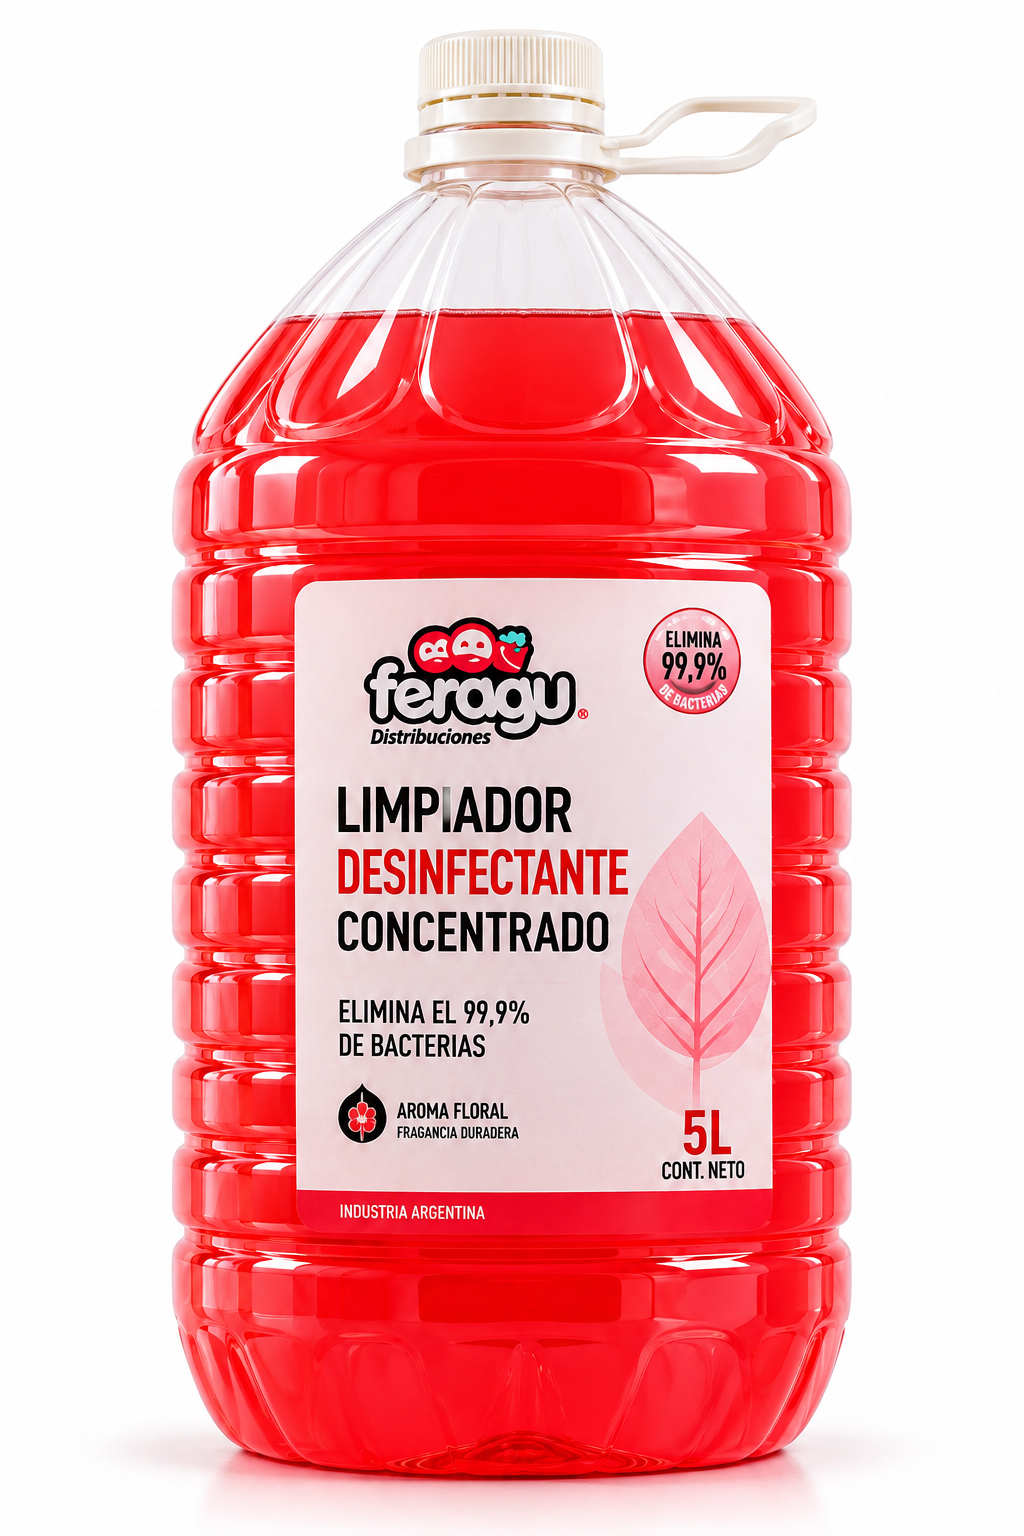 feragu®
Distribuciones
ELIMINA
99,9%
DE BACTERIAS
LIMPIADOR
DESINFECTANTE
CONCENTRADO
ELIMINA EL 99,9%
DE BACTERIAS
AROMA FLORAL
FRAGANCIA DURADERA
5L
CONT. NETO
INDUSTRIA ARGENTINA